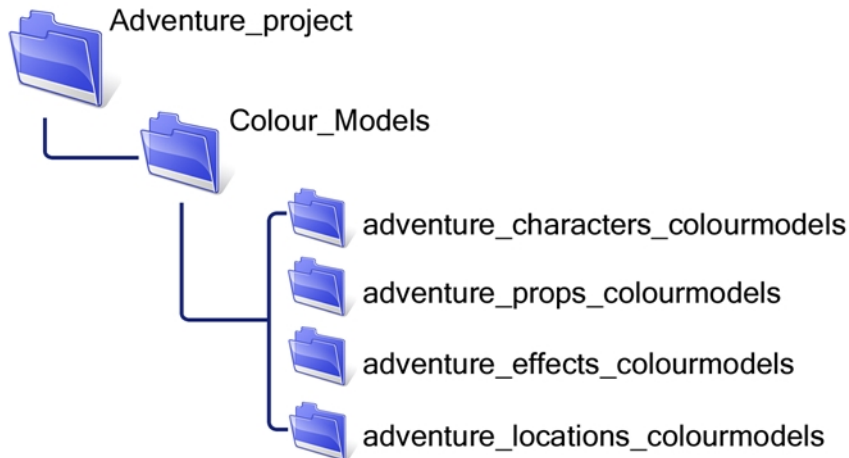 Adventure_project
Colour_Models
adventure_characters_colourmodels
adventure_props_colourmodels
adventure_effects_colourmodels
adventure_locations_colourmodels